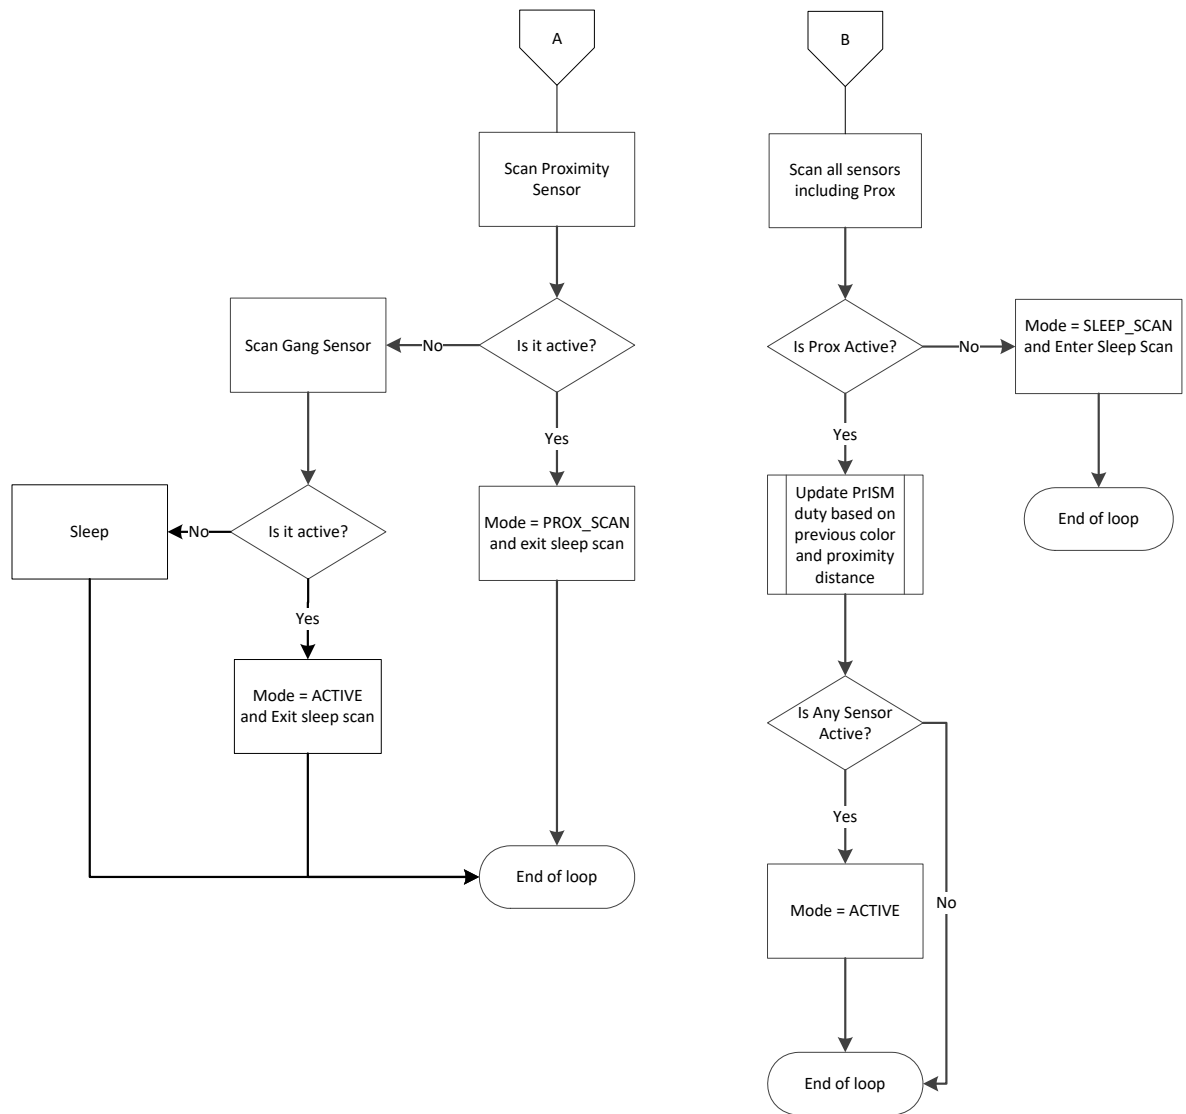 A
Scan Proximity
Sensor
Is it active?
No
Scan Gang Sensor
Yes
Is it active?
No
Sleep
Yes
Mode = ACTIVE
and Exit sleep scan
Mode = PROX_SCAN
and exit sleep scan
End of loop
B
Scan all sensors
including Prox
Is Prox Active?
No
Mode = SLEEP_SCAN
and Enter Sleep Scan
End of loop
Yes
Update PrISM
duty based on
previous color
and proximity
distance
Is Any Sensor
Active?
Yes
No
Mode = ACTIVE
End of loop